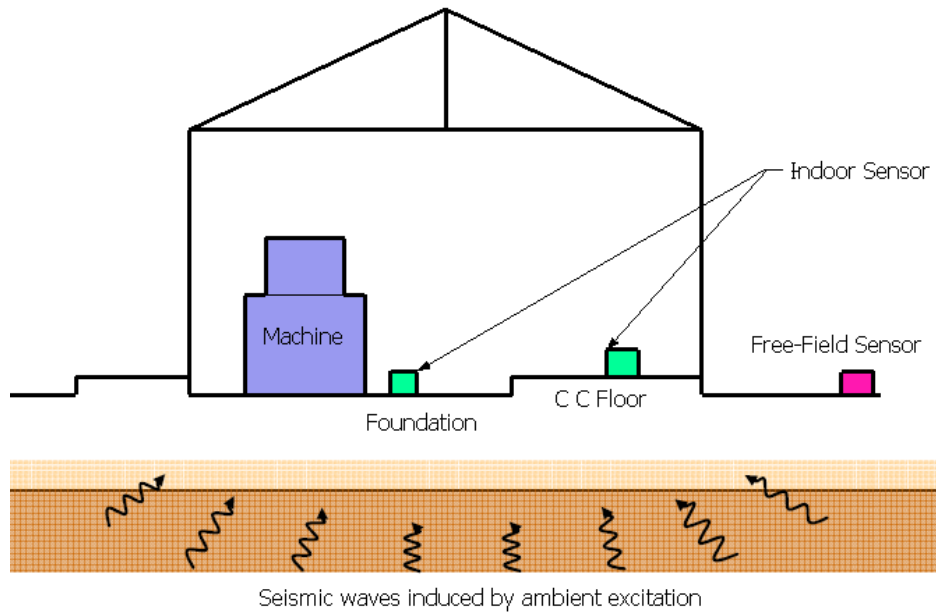 Indoor Sensor
Machine
Free-Field Sensor
C C Floor
Foundation
Seismic waves induced by ambient excitation